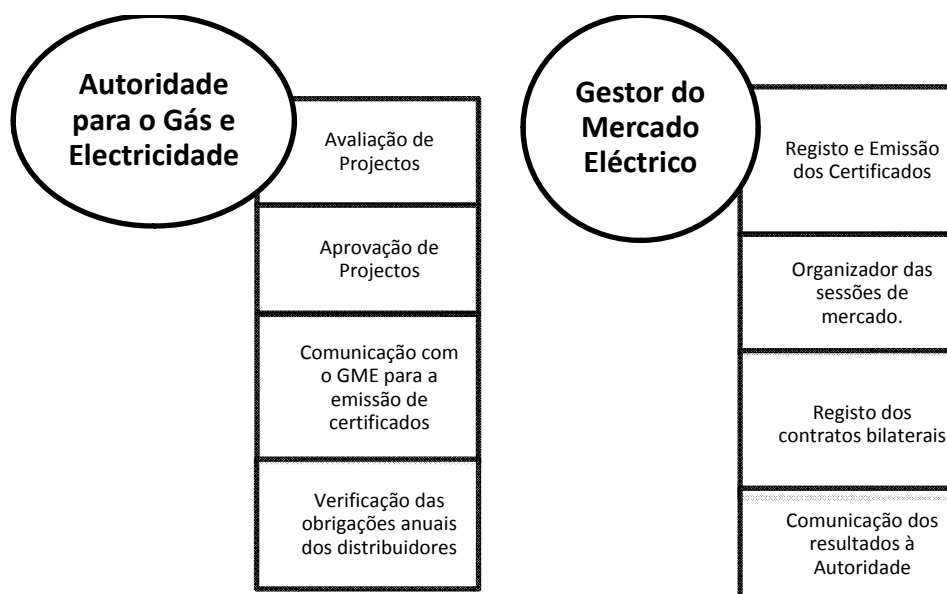 Autoridade
para o Gás e
Electricidade
Avaliação de
Projectos
Aprovação de
Projectos
Comunicação com
o GME para a
emissão de
certificados
Verificação das
obrigações anuais
dos distribuidores
Gestor do
Mercado
Eléctrico
Registo e Emissão
dos Certificados
Organizador das
sessões de
mercado.
Registo dos
contratos bilaterais
Comunicação dos
resultados à
Autoridade